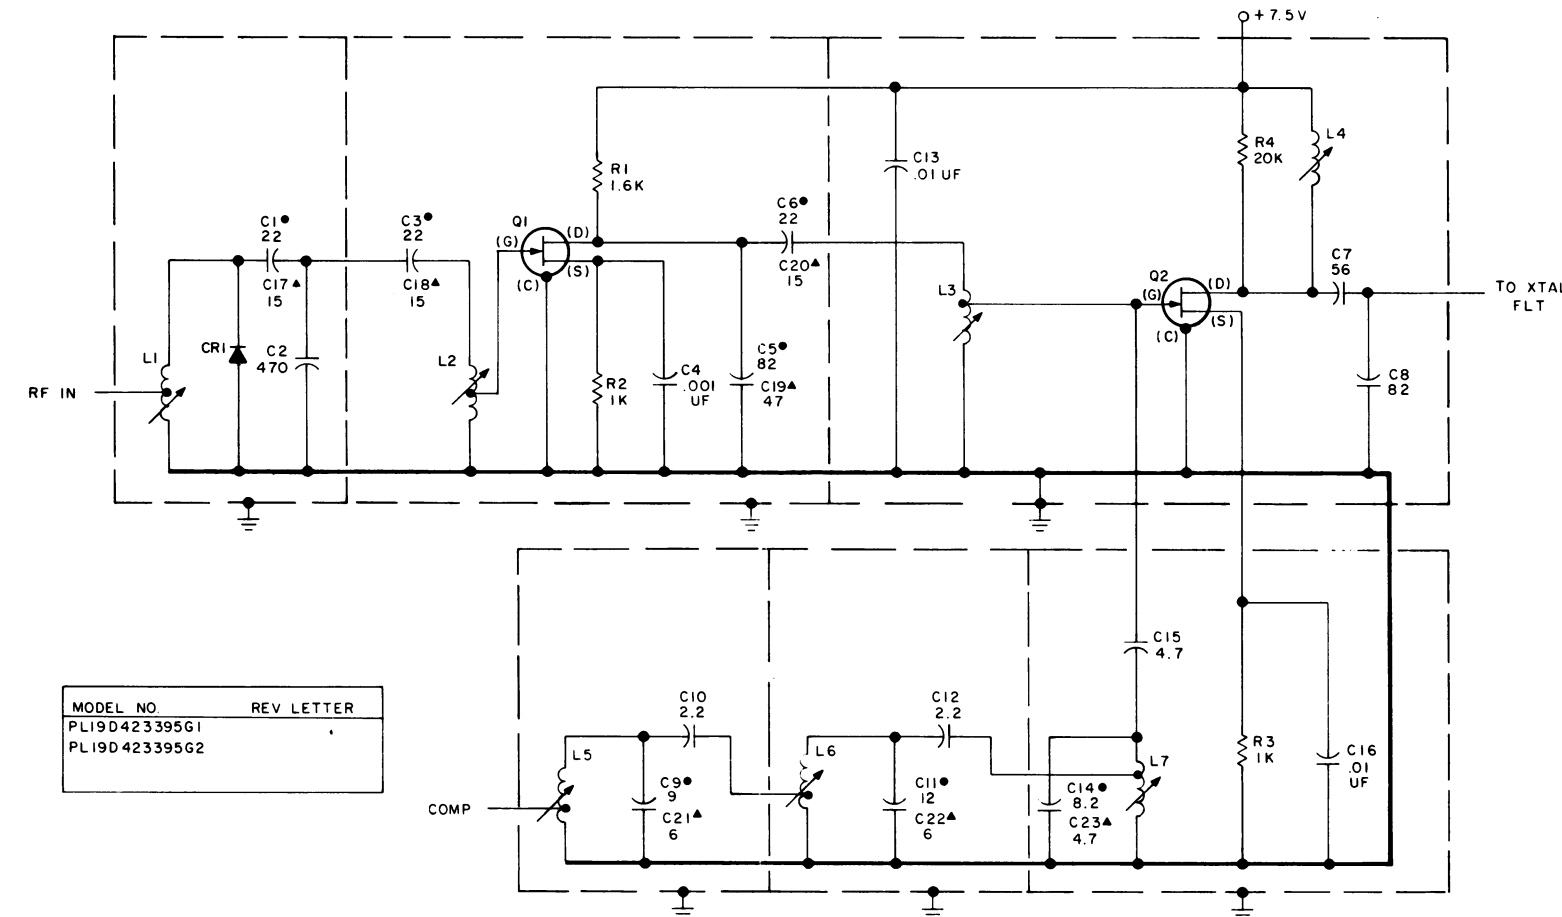 +7.5V
R1
1.6K
C13
.01UF
R4
20K
L4
C1●
22
C17▲
15
C3●
22
C18▲
15
Q1
(G)
(D)
(S)
(C)
C6●
22
C20▲
15
L3
Q2
(G)
(D)
(S)
(C)
C7
56
TO XTAL
FLT
L1
CR1
C2
470
L2
R2
1K
C4
.001
UF
C5●
82
C19▲
47
C8
82
RF IN
C15
4.7
MODEL NO. REV LETTER
PL19D423395G1
PL19D423395G2
C10
2.2
C12
2.2
L5
C9●
9
C21▲
6
L6
C11●
12
C22▲
6
L7
C14●
8.2
C23▲
4.7
R3
1K
C16
.01
UF
COMP